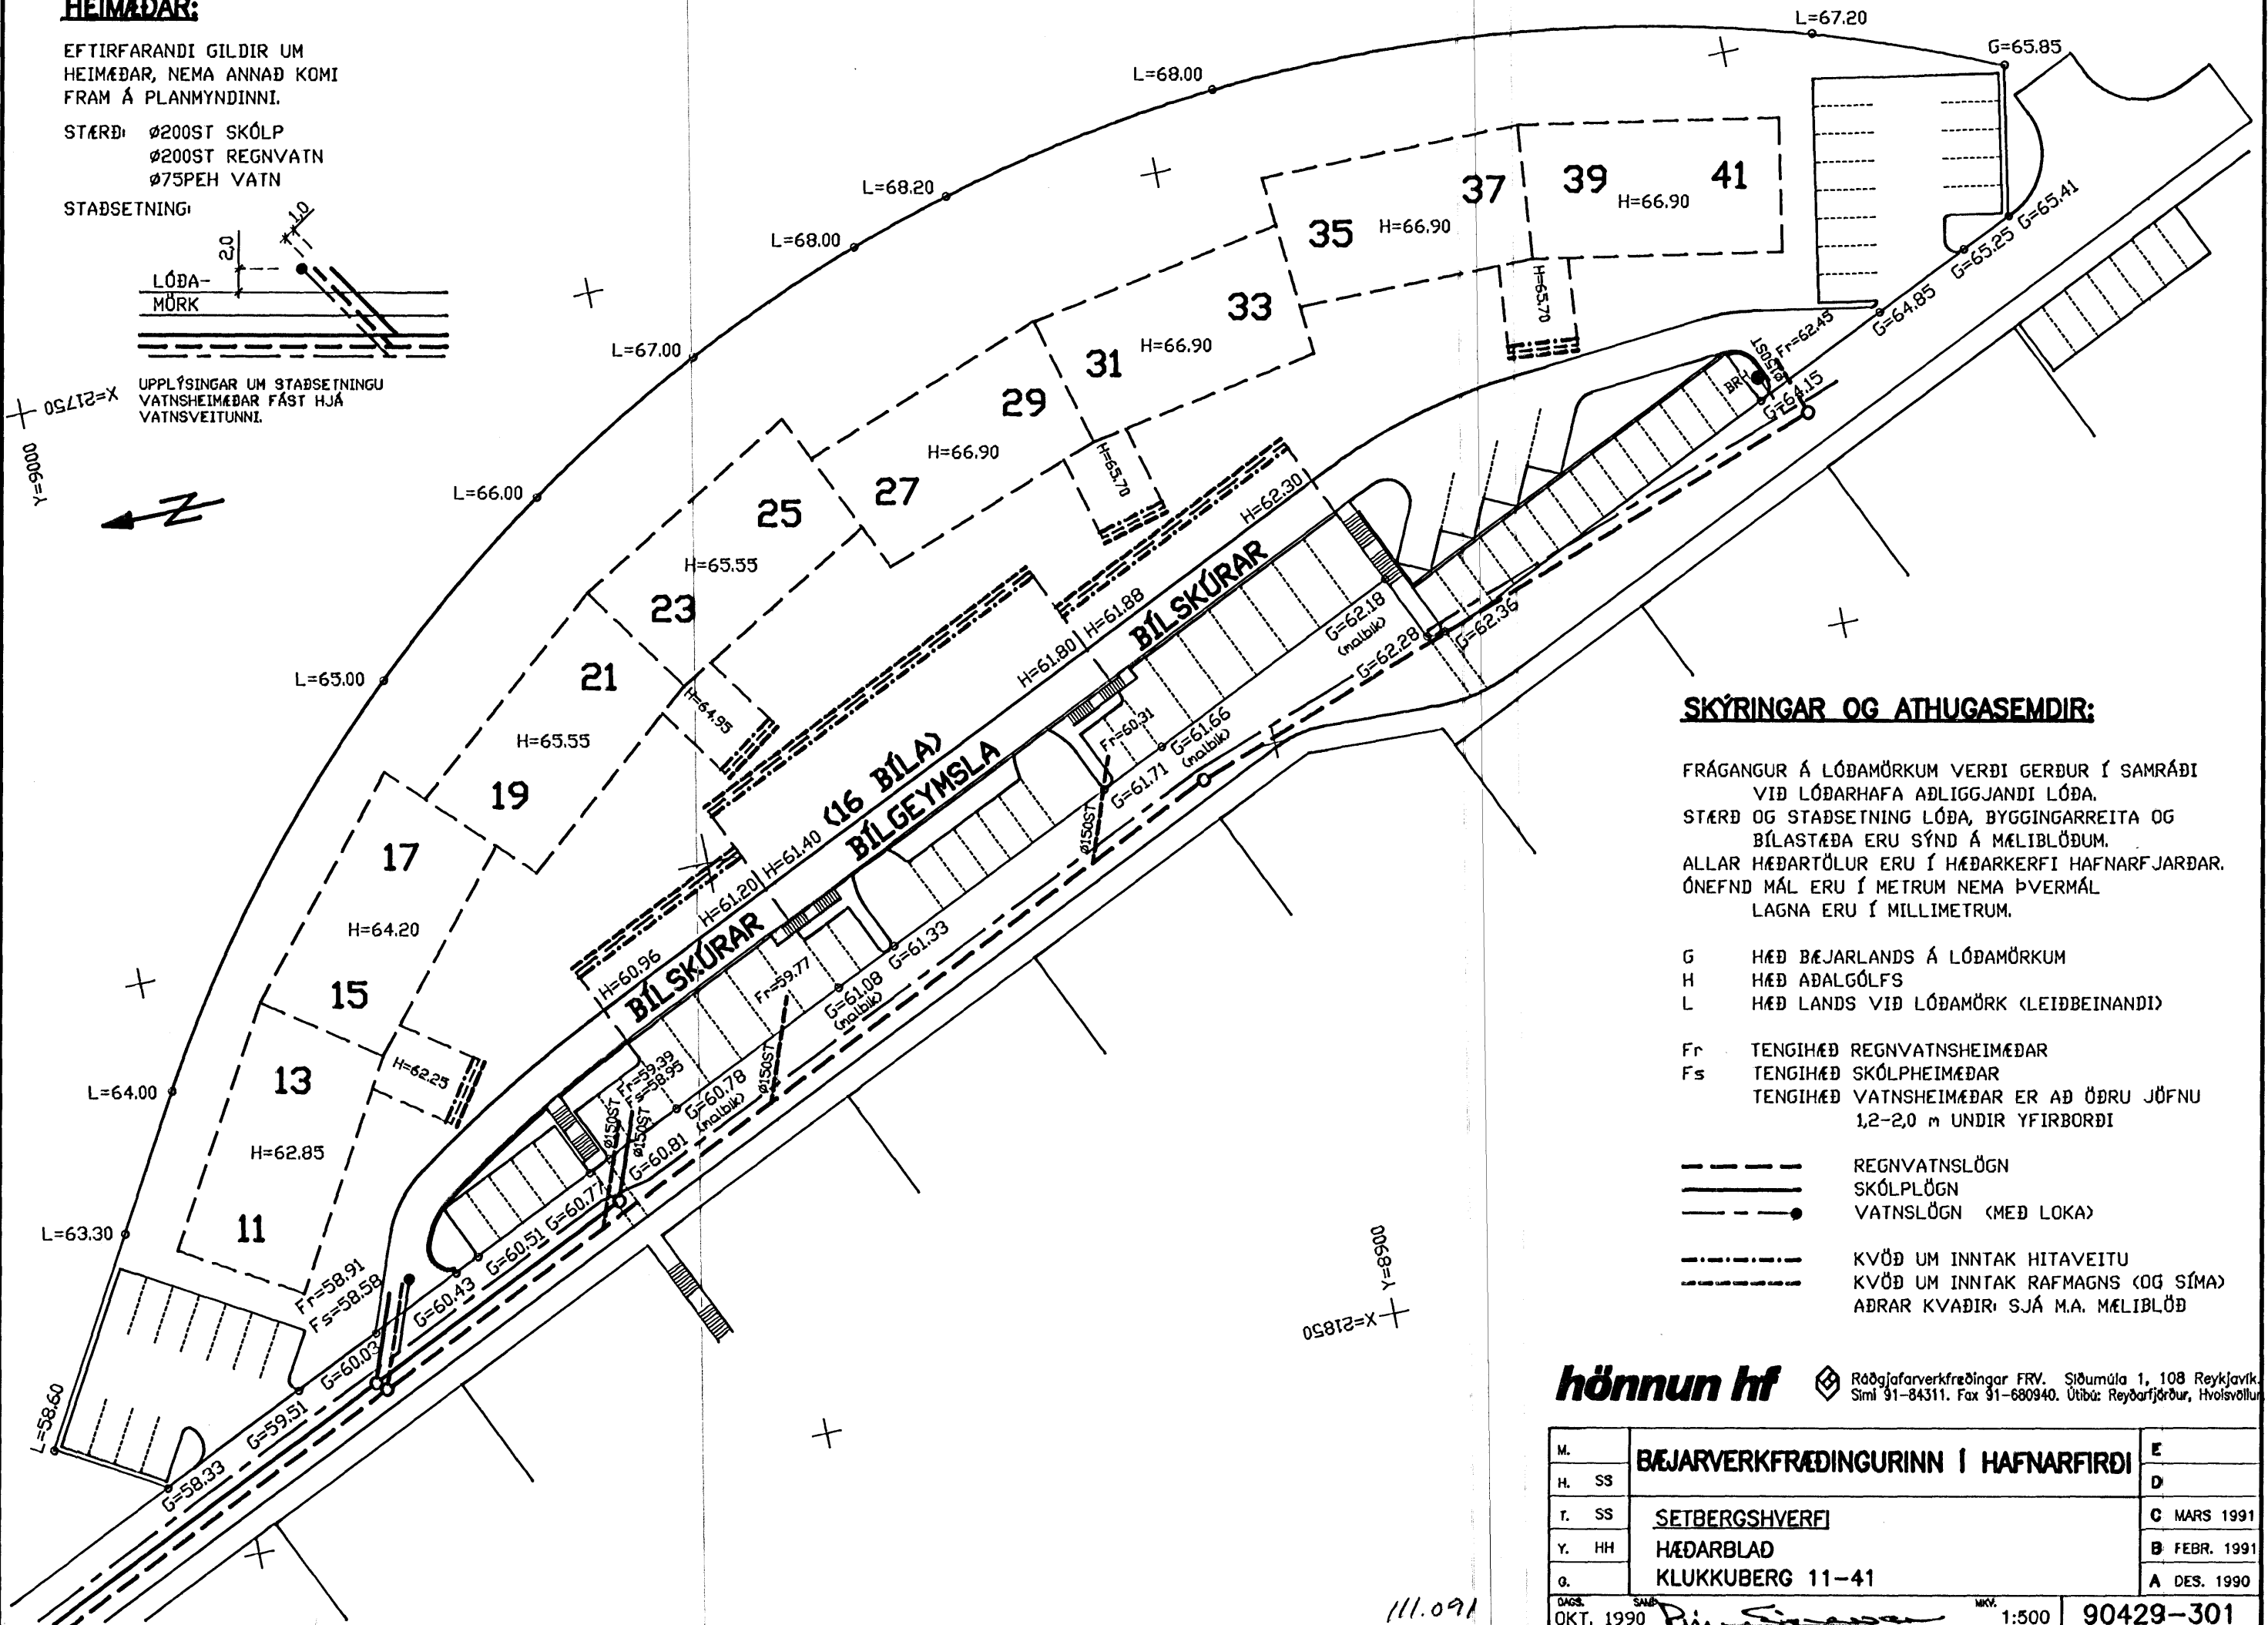 HEIMÆÐAR:
EFTIRFARANDI GILDIR UM
HEIMÆÐAR, NEMA ANNAÐ KOMI
FRAM Á PLANMYNDINNI.
STÆRÐ: Ø200ST SKÓLP
Ø200ST REGNVATN
Ø75PEH VATN
STAÐSETNING:
1,0
2,0
LÓÐA-
MÖRK
UPPLÝSINGAR UM STAÐSETNINGU
VATNSHEIMÆÐAR FÁST HJÁ
VATNSVEITUNNI.
X=21750
Y=9000
N
L=67.20
G=65.85
L=68.00
L=68.20
L=68.00
L=67.00
L=66.00
L=65.00
L=64.00
L=63.30
L=58.60
37
39
41
H=66.90
35
H=66.90
H=65.70
33
31
H=66.90
29
H=66.90
27
H=65.70
25
H=65.55
23
21
H=65.55
19
H=64.95
17
H=64.20
15
13
H=62.25
H=62.85
11
G=65.41
G=65.25
G=64.85
Fr=62.45
Ø150ST
BRH
G=64.15
H=62.30
H=61.88
H=61.80
BÍLSKÚRAR
G=62.18
(malbik)
G=62.28
G=62.36
(16 BÍLA)
BÍLGEYMSLA
Fr=60.31
G=61.66
(malbik)
G=61.71
Ø150ST
H=61.40
H=61.20
H=60.96
BÍLSKÚRAR
G=61.33
Fr=59.77
G=61.08
(malbik)
Ø150ST
Fr=59.39
Fs=58.95
G=60.78
(malbik)
Ø150ST
Ø150ST
G=60.81
G=60.77
G=60.51
G=60.43
Fr=58.91
Fs=58.58
G=60.03
G=59.51
G=58.33
Y=8900
X=21850
SKÝRINGAR OG ATHUGASEMDIR:
FRÁGANGUR Á LÓÐAMÖRKUM VERÐI GERÐUR Í SAMRÁÐI
VIÐ LÓÐARHAFA AÐLIGGJANDI LÓÐA.
STÆRÐ OG STAÐSETNING LÓÐA, BYGGINGARREITA OG
BÍLASTÆÐA ERU SÝND Á MÆLIBLÖÐUM.
ALLAR HÆÐARTÖLUR ERU Í HÆÐARKERFI HAFNARFJARÐAR.
ÓNEFND MÁL ERU Í METRUM NEMA ÞVERMÁL
LAGNA ERU Í MILLIMETRUM.
G HÆÐ BÆJARLANDS Á LÓÐAMÖRKUM
H HÆÐ AÐALGÓLFS
L HÆÐ LANDS VIÐ LÓÐAMÖRK (LEIÐBEINANDI)
Fr TENGIHÆÐ REGNVATNSHEIMÆÐAR
Fs TENGIHÆÐ SKÓLPHEIMÆÐAR
TENGIHÆÐ VATNSHEIMÆÐAR ER AÐ ÖÐRU JÖFNU
1,2-2,0 m UNDIR YFIRBORÐI
REGNVATNSLÖGN
SKÓLPLÖGN
VATNSLÖGN (MEÐ LOKA)
KVÖÐ UM INNTAK HITAVEITU
KVÖÐ UM INNTAK RAFMAGNS (OG SÍMA)
AÐRAR KVAÐIR: SJÁ M.A. MÆLIBLÖÐ
hönnun hf
Ráðgjafarverkfræðingar FRV. Síðumúla 1, 108 Reykjavík.
Sími 91-84311. Fax 91-680940. Útibú: Reyðarfjörður, Hvolsvöllur
M.
H. SS
T. SS
Y. HH
G.
BÆJARVERKFRÆÐINGURINN Í HAFNARFIRÐI
SETBERGSHVERFI
HÆÐARBLAÐ
KLUKKUBERG 11-41
E
D
C MARS 1991
B FEBR. 1991
A DES. 1990
DAGS.
OKT. 1990
SAMÞ.
MKV.
1:500
90429-301
111.091